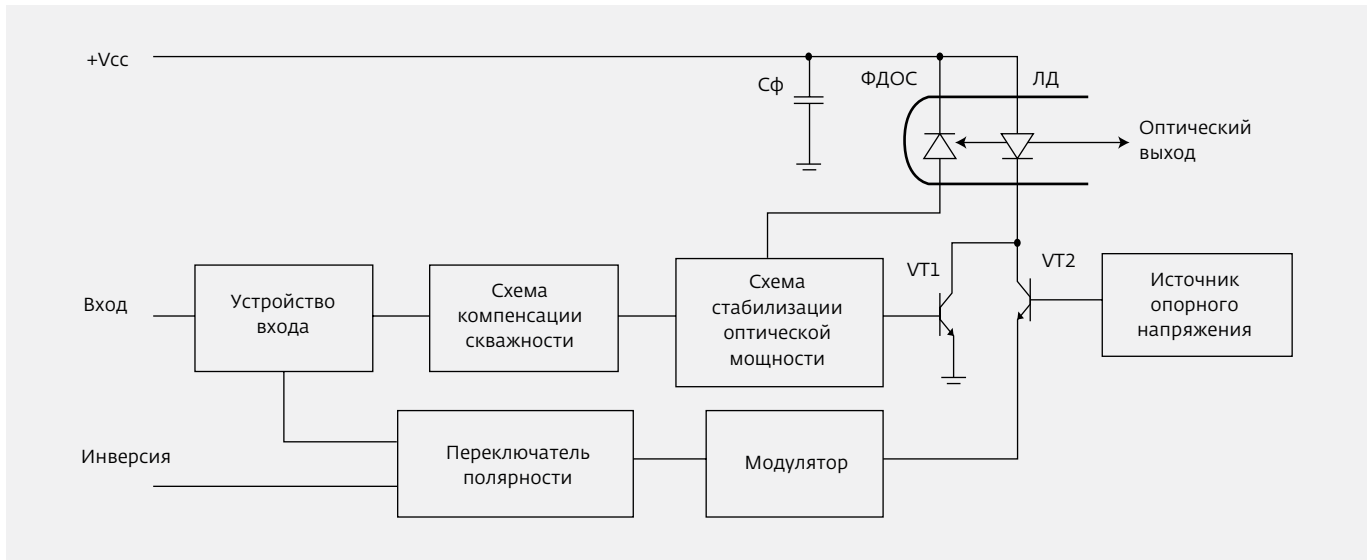 +Vcc
Сф
ФДОС
ЛД
Оптический
выход
Вход
Устройство
входа
Схема
компенсации
скважности
Схема
стабилизации
оптической
мощности
VT1
VT2
Источник
опорного
напряжения
Инверсия
Переключатель
полярности
Модулятор